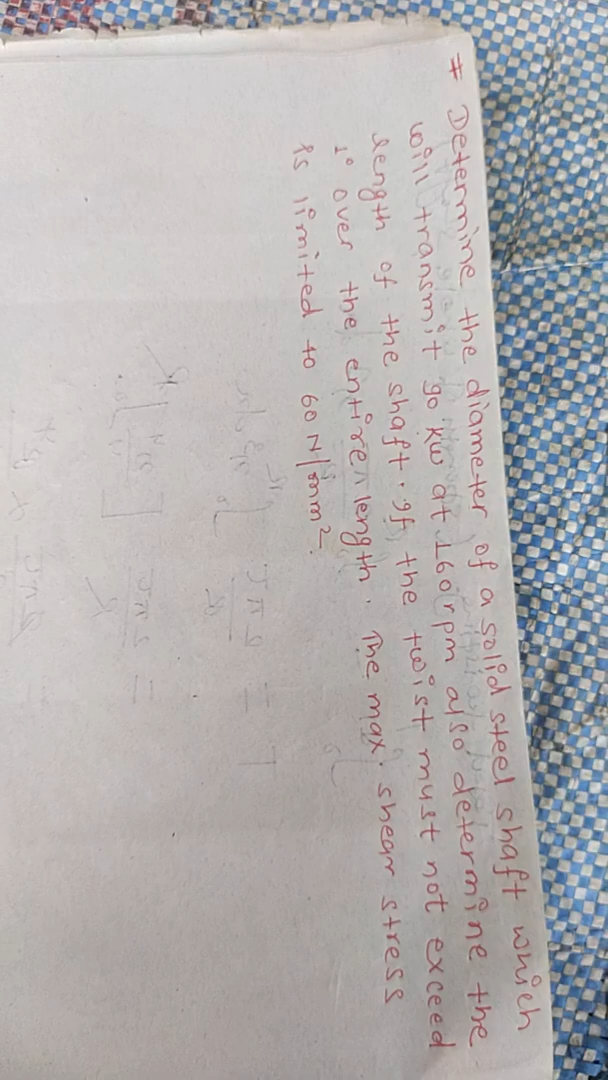 * Determine the diameter of a solid steel shaft which
will transmit 90 kw at 160 rpm also determine the
length of the shaft. If the twist must not exceed
1° over the entire length. The max. shear stress
is limited to 60 N/mm².